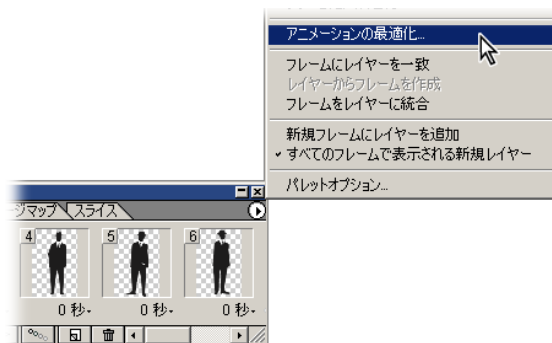 アニメーションの最適化...
フレームにレイヤーを一致
レイヤーからフレームを作成
フレームをレイヤーに統合
新規フレームにレイヤーを追加
すべてのフレームで表示される新規レイヤー
パレットオプション...
ージマップ スライス
4 5 6
0 秒 0 秒 0 秒